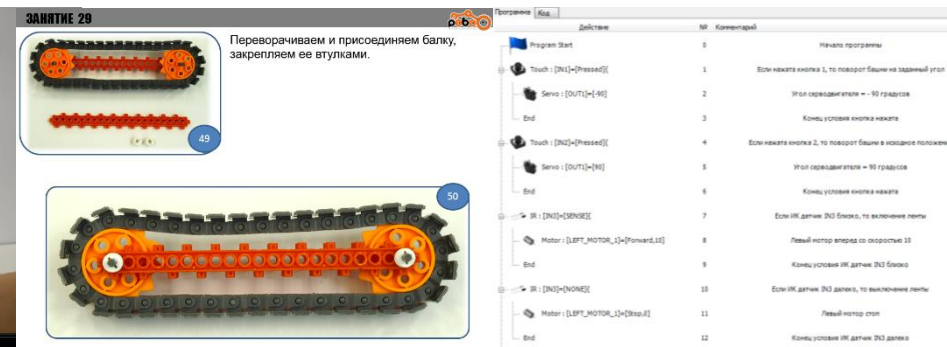 ЗАНЯТИЕ 29
Переворачиваем и присоединяем балку,
закрепляем ее втулками.
49
50
Программа Код
Действие № Комментарий
Program Start 0 Начало программы
Touch : [IN1]=[Pressed]{ 1 Если нажата кнопка 1, то поворот башни на заданный угол
Servo : [OUT1]=[-90] 2 Угол серводвигателя = - 90 градусов
End 3 Конец условия кнопка нажата
Touch : [IN2]=[Pressed]{ 4 Если нажата кнопка 2, то поворот башни в исходное положени
Servo : [OUT1]=[90] 5 Угол серводвигателя = 90 градусов
End 6 Конец условия кнопка нажата
IR : [IN3]=[SENSE]{ 7 Если ИК датчик IN3 близко, то включение ленты
Motor : [LEFT_MOTOR_1]=[Forward,10] 8 Левый мотор вперед со скоростью 10
End 9 Конец условия ИК датчик IN3 близко
IR : [IN3]=[NONE]{ 10 Если ИК датчик IN3 далеко, то выключение ленты
Motor : [LEFT_MOTOR_1]=[Stop,0] 11 Левый мотор стоп
End 12 Конец условия ИК датчик IN3 далеко